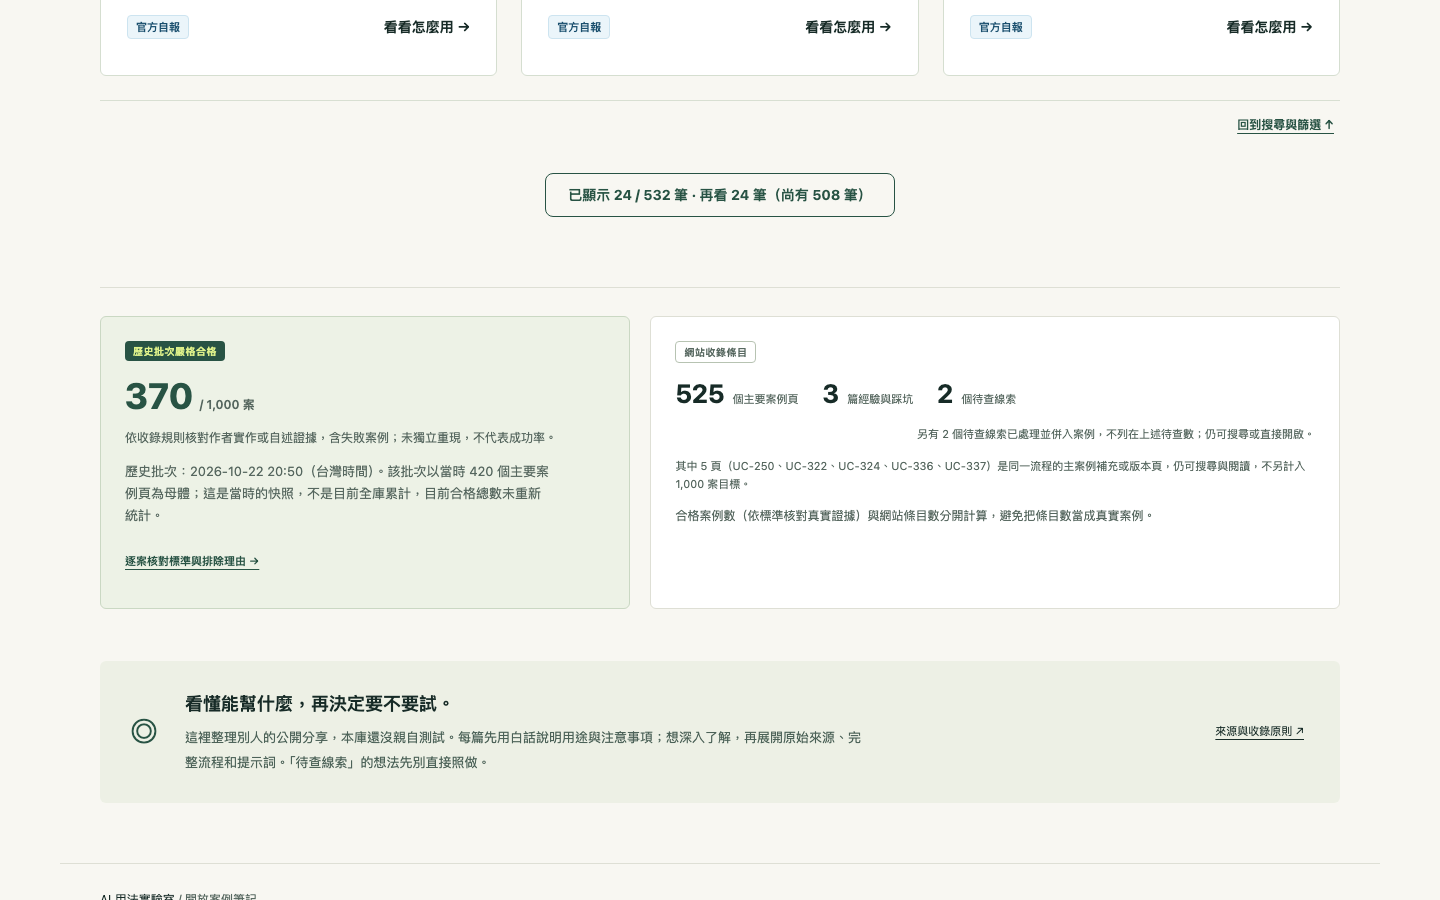 官方自報
看看怎麼用 →
官方自報
看看怎麼用 →
官方自報
看看怎麼用 →
回到搜尋與篩選 ↑
已顯示 24 / 532 筆 · 再看 24 筆（尚有 508 筆）
歷史批次嚴格合格
370 / 1,000 案
依收錄規則核對作者實作或自述證據，含失敗案例；未獨立重現，不代表成功率。
歷史批次：2026-10-22 20:50（台灣時間）。該批次以當時 420 個主要案
例頁為母體；這是當時的快照，不是目前全庫累計，目前合格總數未重新
統計。
逐案核對標準與排除理由 →
網站收錄條目
525 個主要案例頁 3 篇經驗與踩坑 2 個待查線索
另有 2 個待查線索已處理並併入案例，不列在上述待查數；仍可搜尋或直接開啟。
其中 5 頁（UC-250、UC-322、UC-324、UC-336、UC-337）是同一流程的主案例補充或版本頁，仍可搜尋與閱讀，不另計入
1,000 案目標。
合格案例數（依標準核對真實證據）與網站條目數分開計算，避免把條目數當成真實案例。
看懂能幫什麼，再決定要不要試。
這裡整理別人的公開分享，本庫還沒親自測試。每篇先用白話說明用途與注意事項；想深入了解，再展開原始來源、完
整流程和提示詞。「待查線索」的想法先別直接照做。
來源與收錄原則 ↗
AI 用法實驗室 / 開放案例筆記